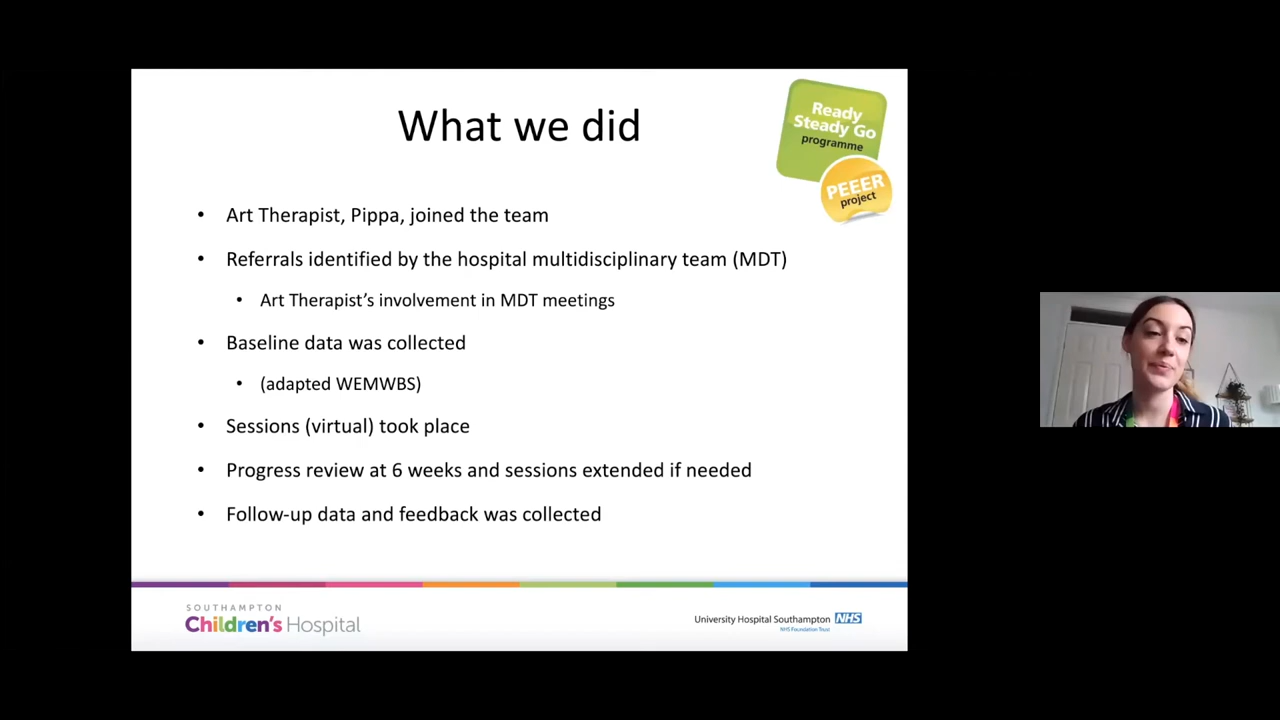 What we did
Ready
Steady Go
programme
PEEER
project
• Art Therapist, Pippa, joined the team
• Referrals identified by the hospital multidisciplinary team (MDT)
• Art Therapist’s involvement in MDT meetings
• Baseline data was collected
• (adapted WEMWBS)
• Sessions (virtual) took place
• Progress review at 6 weeks and sessions extended if needed
• Follow-up data and feedback was collected
SOUTHAMPTON
Children's Hospital
University Hospital Southampton NHS
NHS Foundation Trust